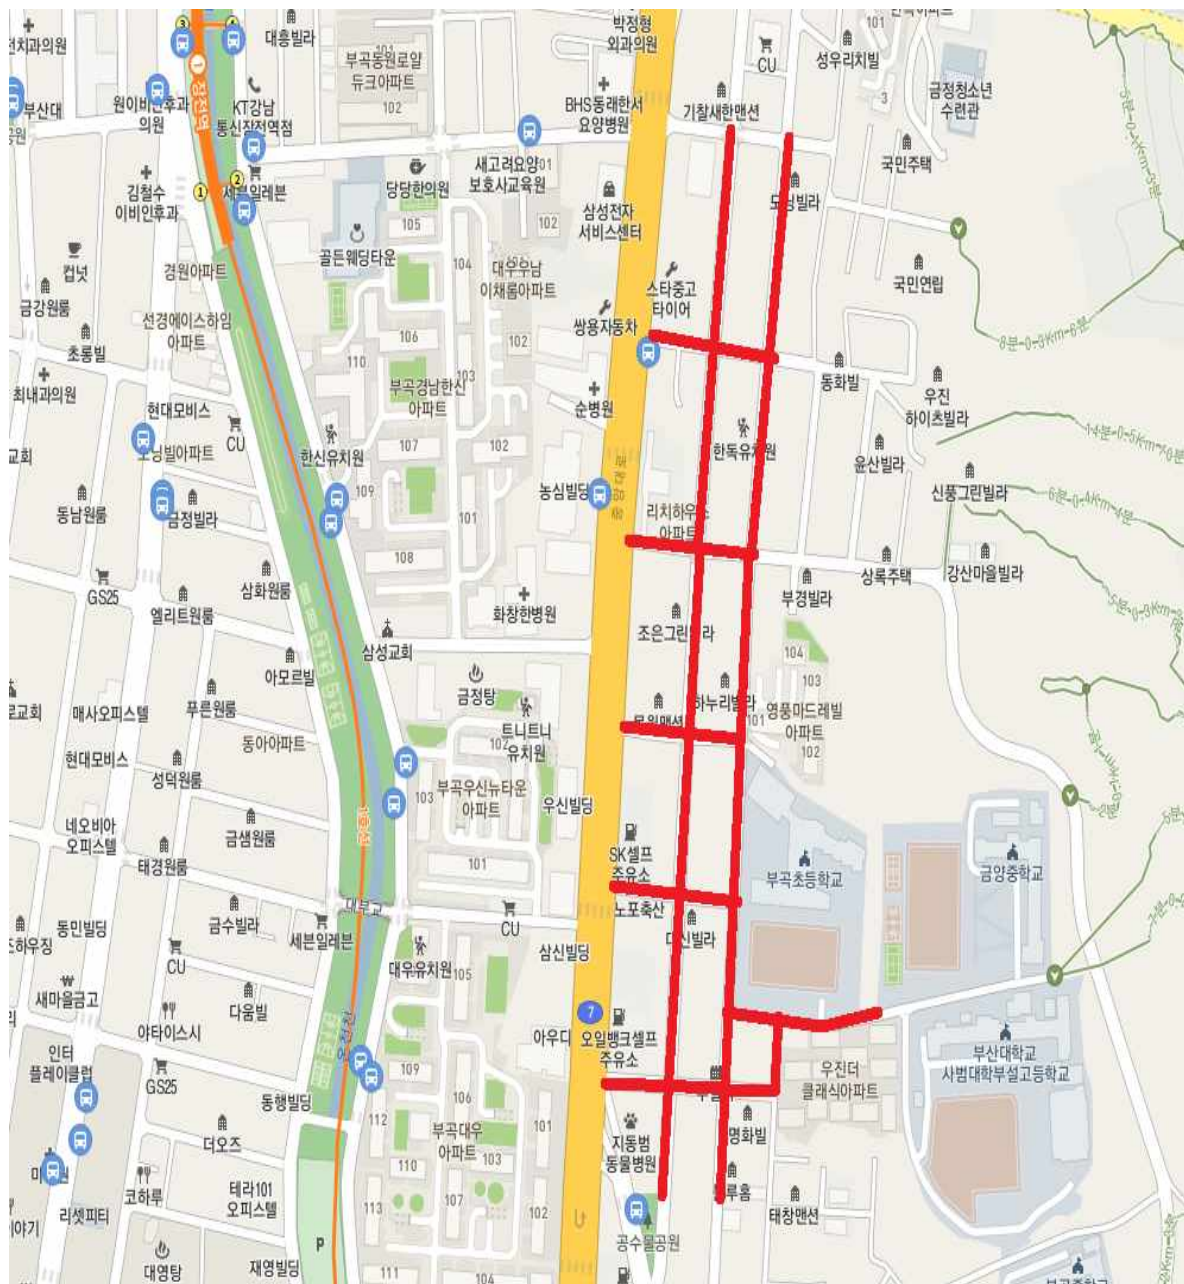 박정형
외과의원
대흥빌라
부곡동원로얄
듀크아파트
102
CU
성우리치빌
101
3
금정청소년
수련관
부산대
원이비인후과
의원
KT강남
통신장전역점
BHS동래한서
요양병원
기찰새한맨션
국민주택
김철수
이비인후과
세븐일레븐
당당한의원
새고려요양
보호사교육원
삼성전자
서비스센터
도닝빌라
105
102
104
골든웨딩타운
컵넛
경원아파트
대우우남
이채롬아파트
스타중고
타이어
국민연립
금강원룸
선경에이스하임
아파트
쌍용자동차
초롱빌
106
102
110
103
최내과의원
현대모비스
부곡경남한신
아파트
순병원
동화빌
우진
하이츠빌라
CU
한신유치원
107
102
한독유치원
윤산빌라
109
농심빌딩
중앙대로
동남원룸
금정빌라
101
리치하우스
아파트
신풍그린빌라
108
GS25
삼화원룸
상록주택
강산마을빌라
엘리트원룸
화창한병원
부경빌라
삼성교회
조은그린빌라
104
아모르빌
금정탕
103
매사오피스텔
푸른원룸
하누리빌라
영풍마드레빌
아파트
101
102
동아아파트
트니트니
유치원
102
현대모비스
성덕원룸
103
부곡우신뉴타운
아파트
우신빌딩
네오비아
오피스텔
금샘원룸
1호선
101
SK셀프
주유소
부곡초등학교
금양중학교
태경원룸
노포축산
동민빌딩
금수빌라
세븐일레븐
CU
대신빌라
CU
대우유치원
105
삼신빌딩
새마을금고
다움빌
온천천
7
야타이스시
아우디
오일뱅크셀프
주유소
인터
플레이클럽
GS25
109
106
우진더
클래식아파트
부산대학교
사범대학부설고등학교
동행빌딩
112
부곡대우
아파트
101
지동범
동물병원
명화빌
더오즈
110
103
코하루
테라101
오피스텔
113
107
102
태창맨션
리셋피티
공수물공원
P
대영탕
재영빌딩
111
104